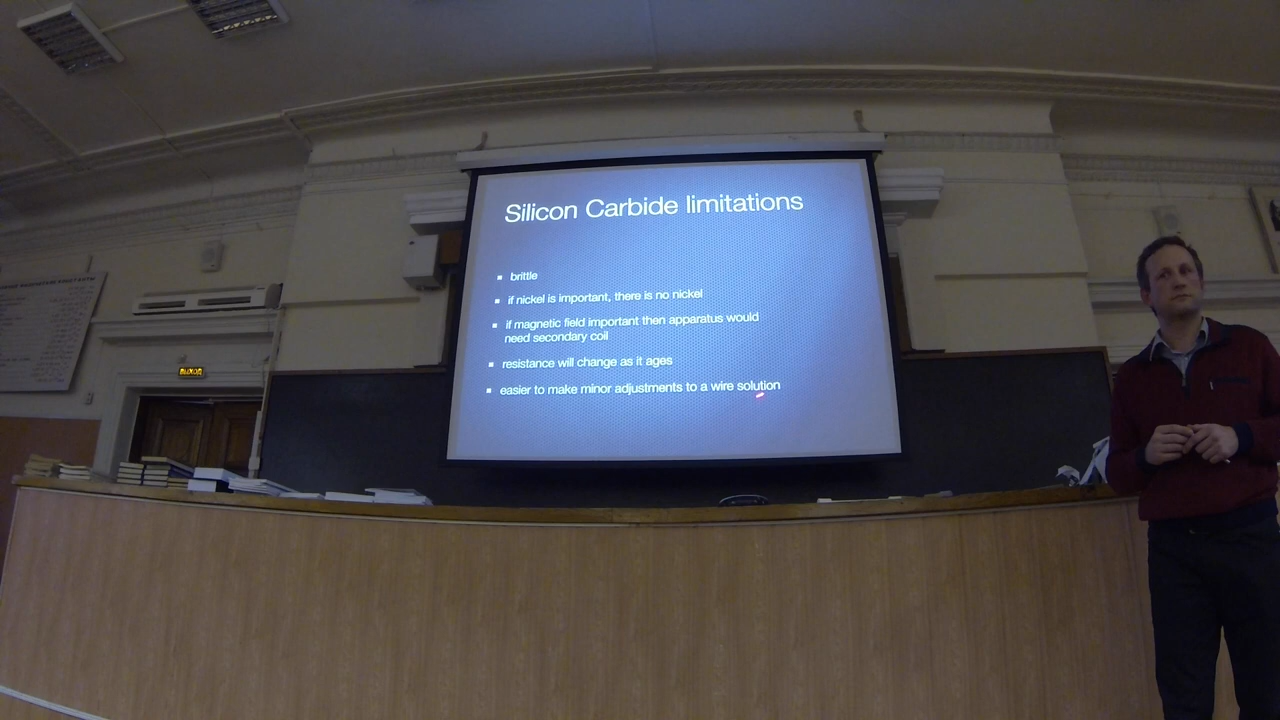 Silicon Carbide limitations
brittle
if nickel is important, there is no nickel
if magnetic field important then apparatus would
need secondary coil
resistance will change as it ages
easier to make minor adjustments to a wire solution
ВЫХОД